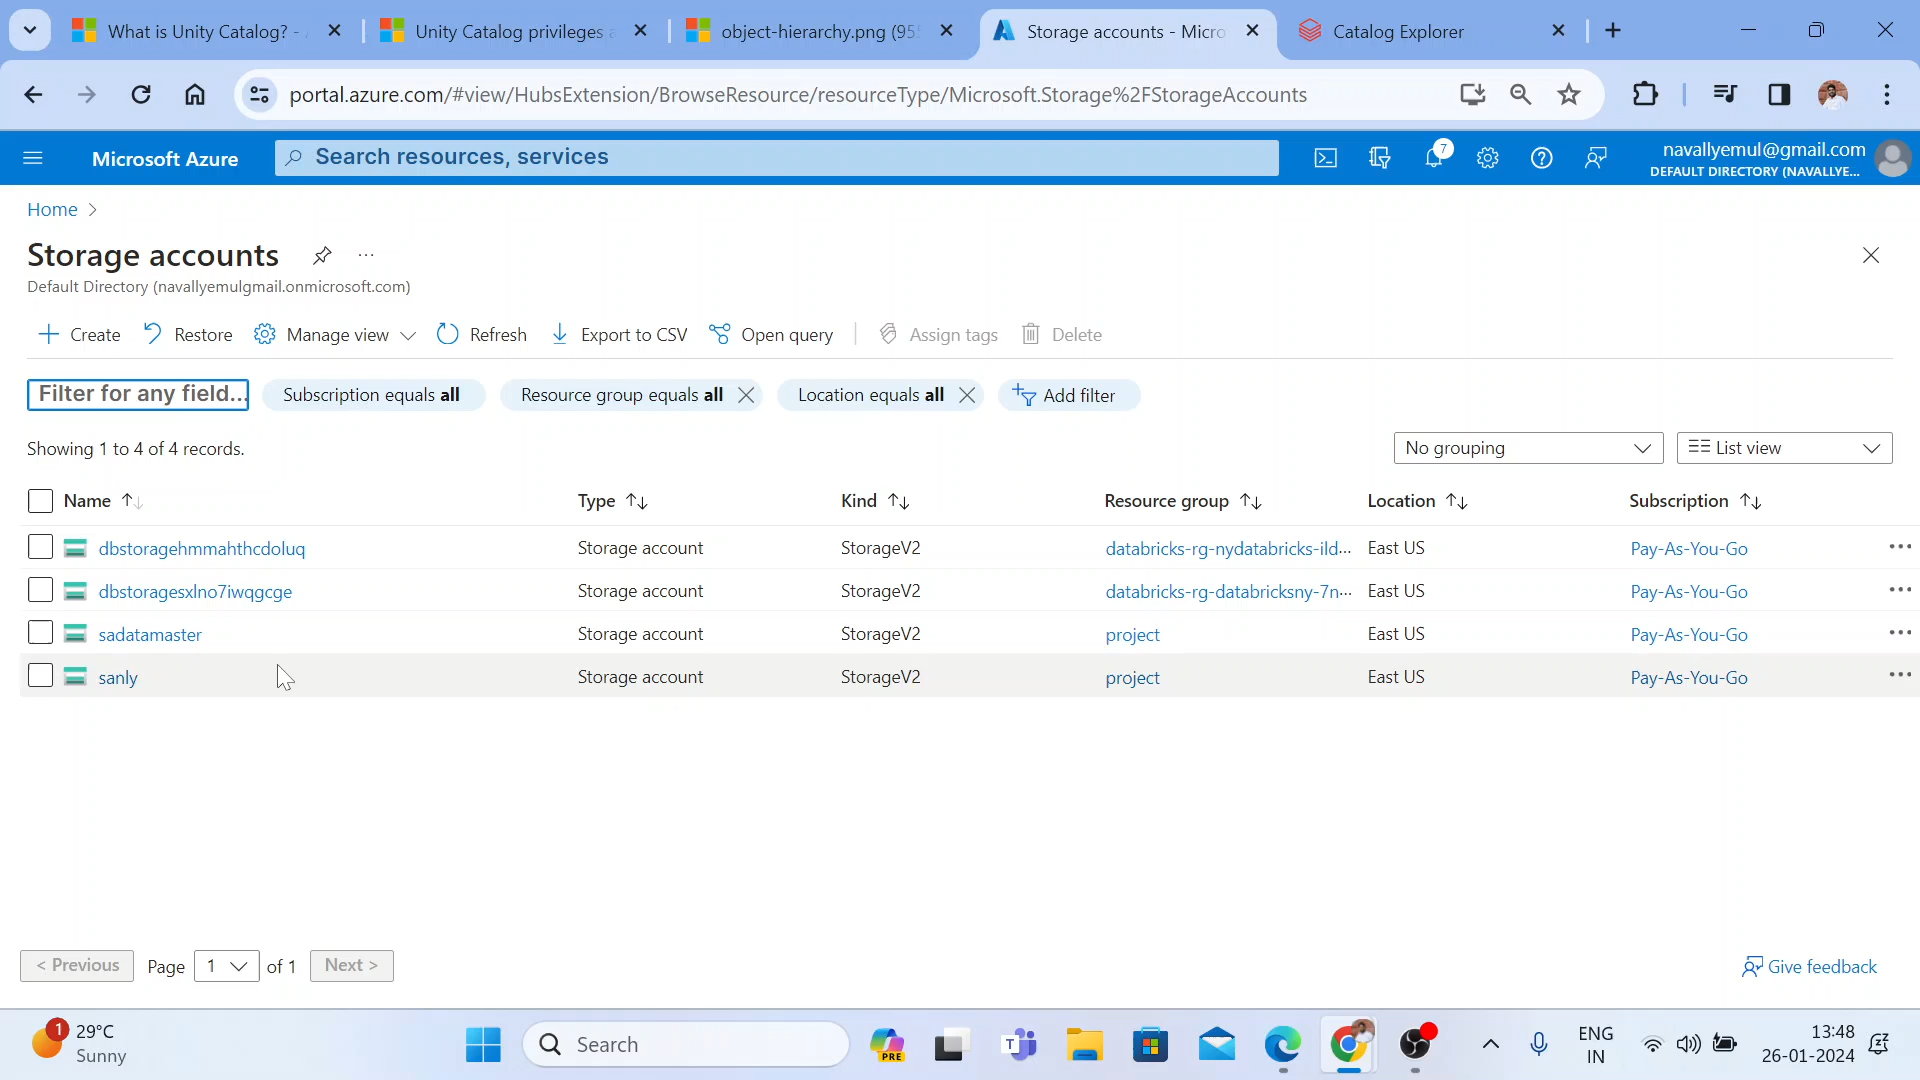 What is Unity Catalog? -
Unity Catalog privileges
object-hierarchy.png (95
Storage accounts - Micro
Catalog Explorer
portal.azure.com/#view/HubsExtension/BrowseResource/resourceType/Microsoft.Storage%2FStorageAccounts
Microsoft Azure
Search resources, services
7
navallyemul@gmail.com
DEFAULT DIRECTORY (NAVALLYE...
Home
Storage accounts
Default Directory (navallyemulgmail.onmicrosoft.com)
Create
Restore
Manage view
Refresh
Export to CSV
Open query
Assign tags
Delete
Filter for any field...
Subscription equals all
Resource group equals all
Location equals all
Add filter
Showing 1 to 4 of 4 records.
No grouping
List view
Name Type Kind Resource group Location Subscription
dbstoragehmmahthcdoluq Storage account StorageV2 databricks-rg-nydatabricks-ild... East US Pay-As-You-Go
dbstoragesxlno7iwqgcge Storage account StorageV2 databricks-rg-databricksny-7n... East US Pay-As-You-Go
sadatamaster Storage account StorageV2 project East US Pay-As-You-Go
sanly Storage account StorageV2 project East US Pay-As-You-Go
< Previous Page 1 of 1 Next >
Give feedback
1
29°C
Sunny
Search
PRE
T
ENG
IN
13:48
26-01-2024